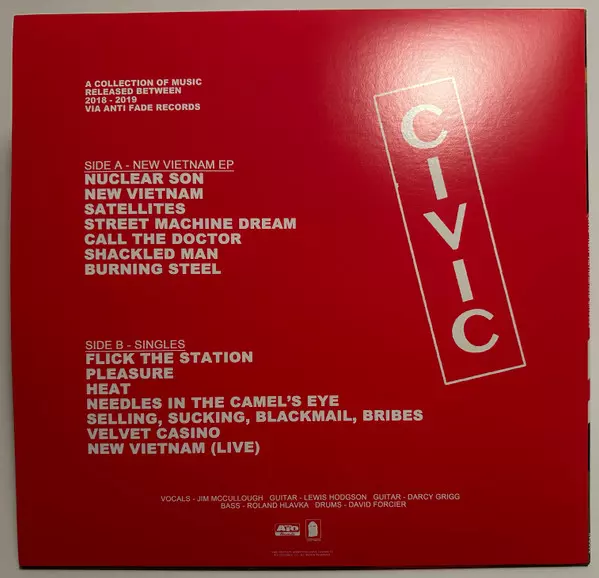 A COLLECTION OF MUSIC
RELEASED BETWEEN
2018 - 2019
VIA ANTI FADE RECORDS
CIVIC
SIDE A - NEW VIETNAM EP
NUCLEAR SON
NEW VIETNAM
SATELLITES
STREET MACHINE DREAM
CALL THE DOCTOR
SHACKLED MAN
BURNING STEEL
SIDE B - SINGLES
FLICK THE STATION
PLEASURE
HEAT
NEEDLES IN THE CAMEL'S EYE
SELLING, SUCKING, BLACKMAIL, BRIBES
VELVET CASINO
NEW VIETNAM (LIVE)
VOCALS - JIM MCCULLOUGH GUITAR - LEWIS HODGSON GUITAR - DARCY GRIGG
BASS - ROLAND HLAVKA DRUMS - DAVID FORCIER
ATO